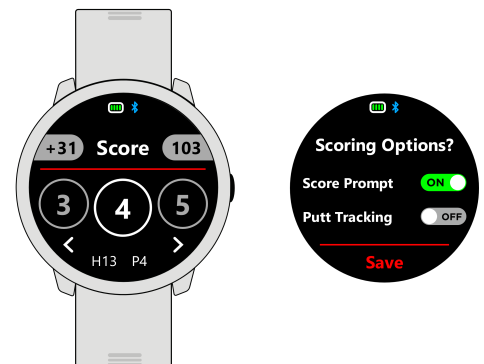 +31 Score 103
3 4 5
H13 P4
Scoring Options?
Score Prompt ON
Putt Tracking OFF
Save